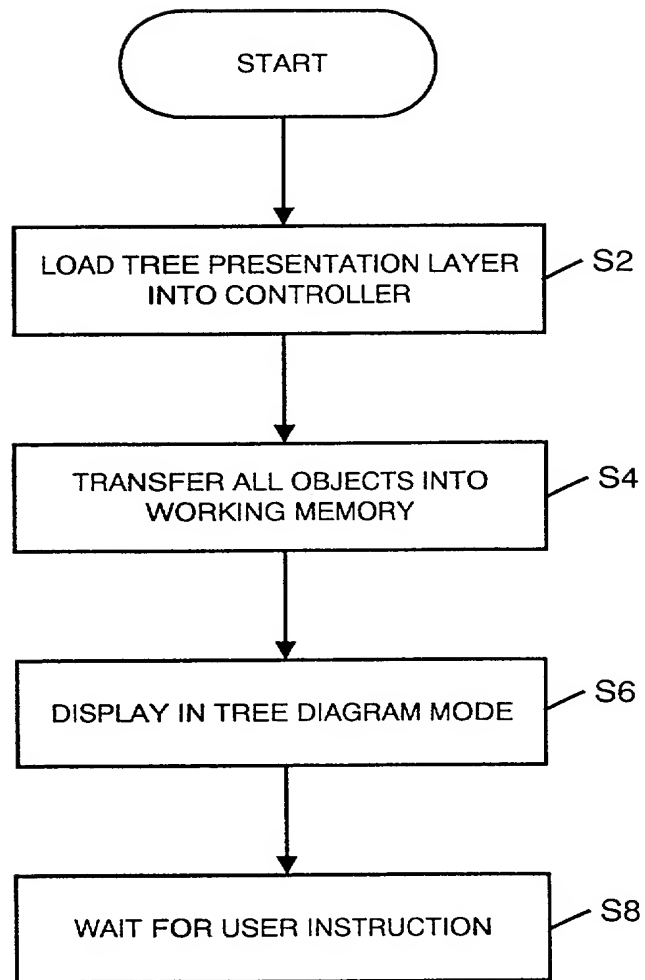 START
LOAD TREE PRESENTATION LAYER
INTO CONTROLLER
S2
TRANSFER ALL OBJECTS INTO
WORKING MEMORY
S4
DISPLAY IN TREE DIAGRAM MODE
S6
WAIT FOR USER INSTRUCTION
S8